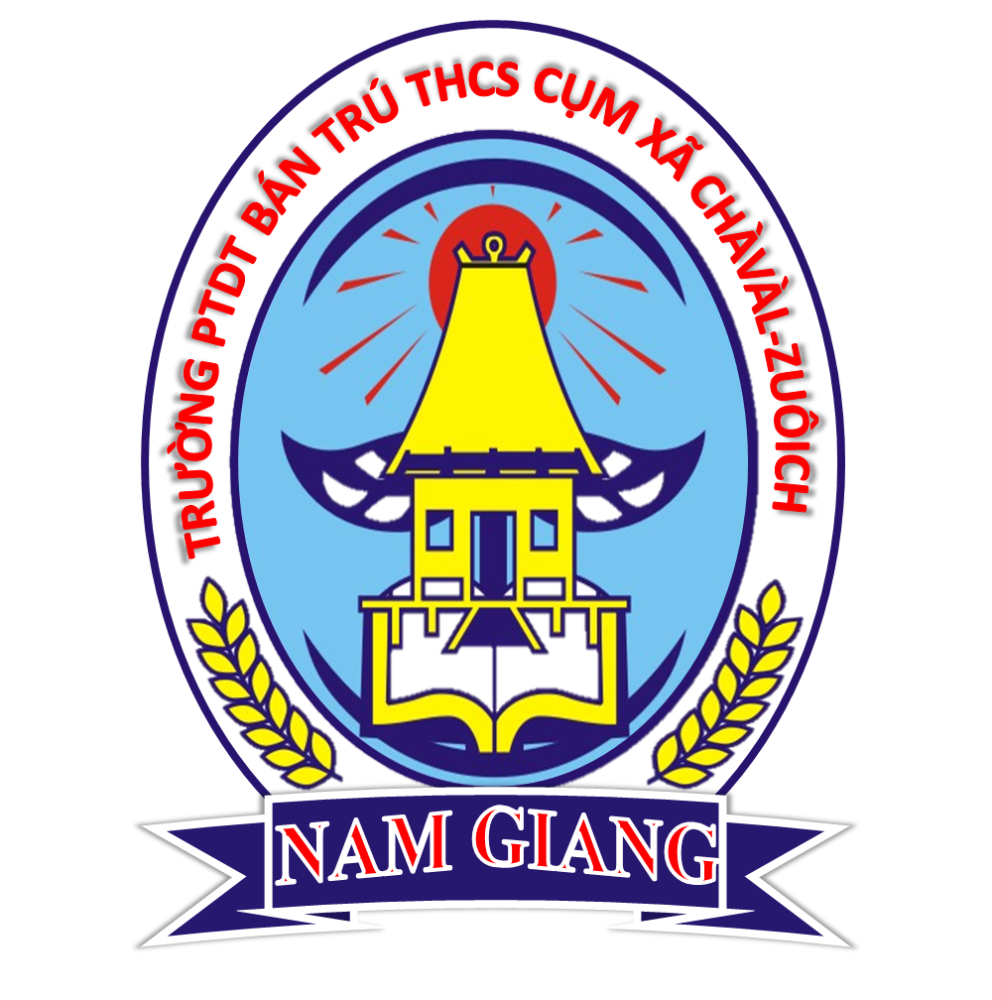 TRƯỜNG PTDT BÁN TRÚ THCS CỤM XÃ CHÀVÀL-ZUÔICH
NAM GIANG